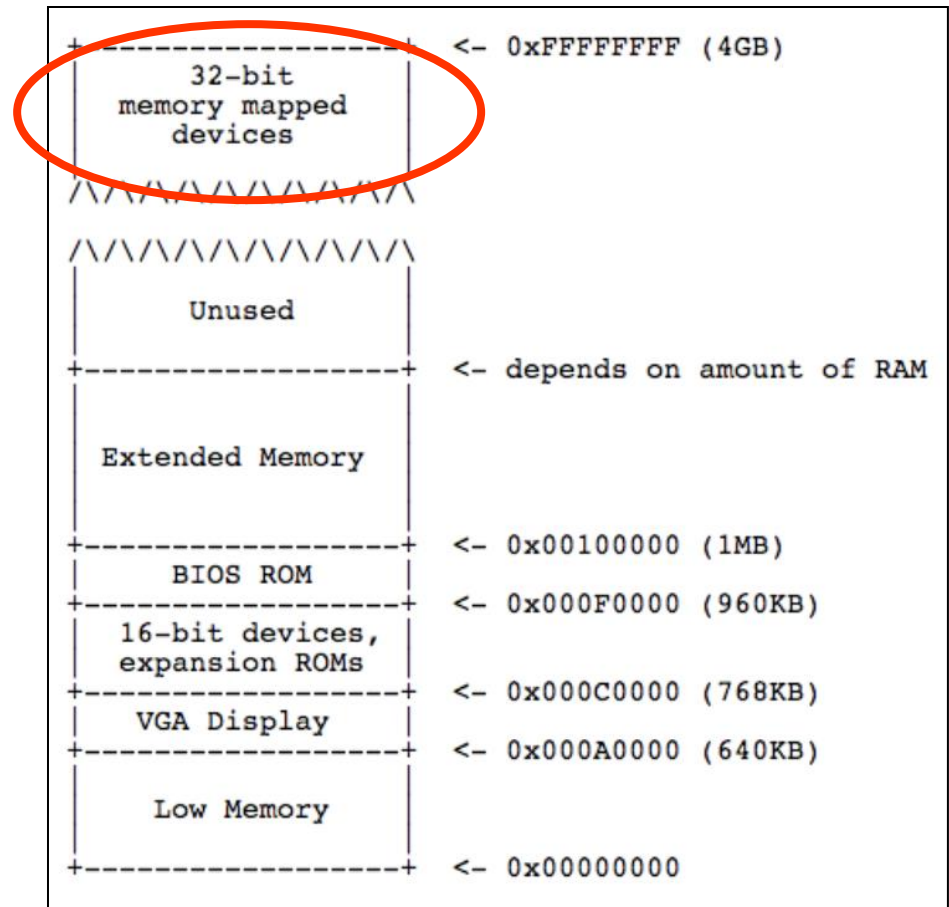 +------------------+ <- 0xFFFFFFFF (4GB)
| 32-bit |
| memory mapped |
| devices |
| |
/\/\/\/\/\/\/\/\/\/\
/\/\/\/\/\/\/\/\/\/\
| |
| Unused |
| |
+------------------+ <- depends on amount of RAM
| |
| |
| Extended Memory |
| |
| |
+------------------+ <- 0x00100000 (1MB)
| BIOS ROM |
+------------------+ <- 0x000F0000 (960KB)
| 16-bit devices, |
| expansion ROMs |
+------------------+ <- 0x000C0000 (768KB)
| VGA Display |
+------------------+ <- 0x000A0000 (640KB)
| |
| Low Memory |
| |
+------------------+ <- 0x00000000